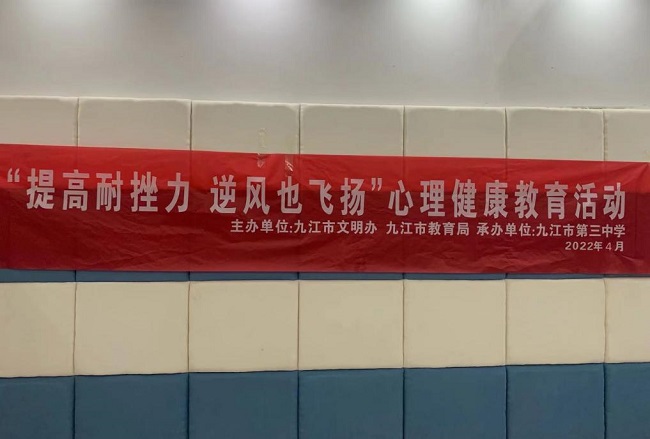 “提高耐挫力 逆风也飞扬”心理健康教育活动
主办单位:九江市文明办 九江市教育局 承办单位:九江市第三中学
2022年4月